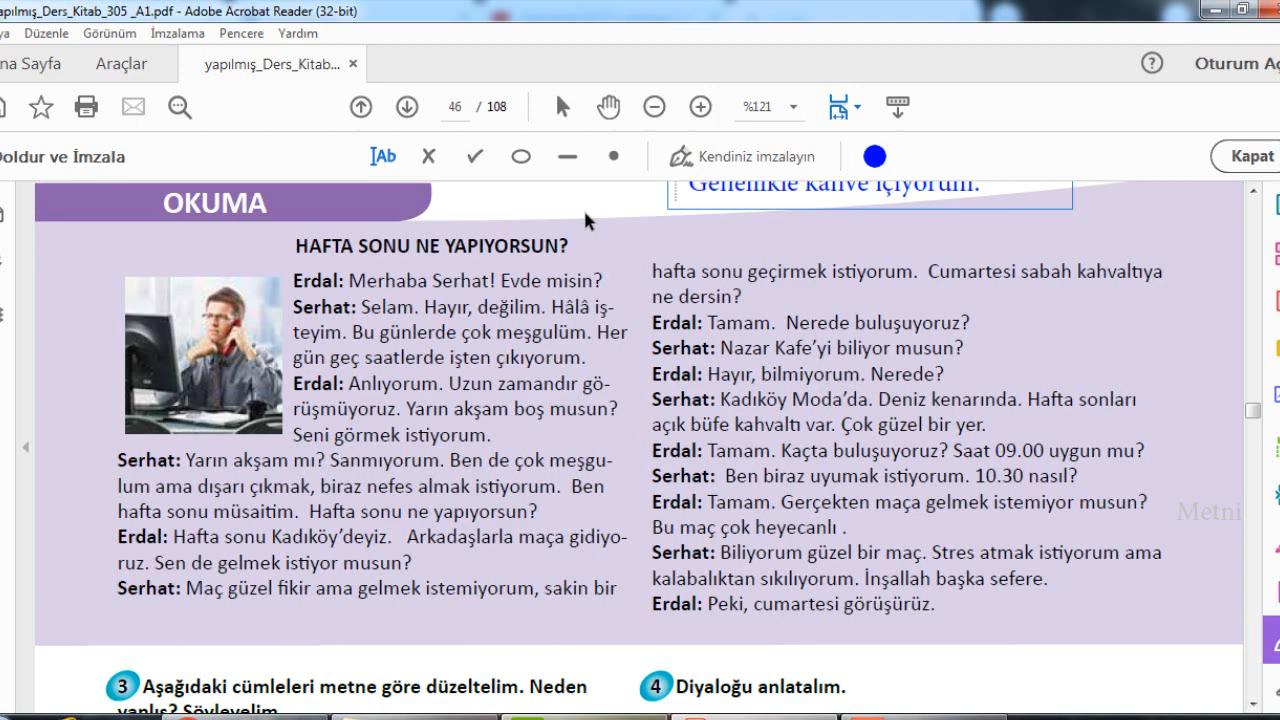 apılmış_Ders_Kitab_305 _A1.pdf - Adobe Acrobat Reader (32-bit)
Düzenle Görünüm İmzalama Pencere Yardım
na Sayfa Araçlar yapılmış_Ders_Kitab... × ? Oturum Aç
46 / 108 %121
Doldur ve İmzala Ab Kendiniz imzalayın Kapat
Genellikle kahve içiyorum.
OKUMA
HAFTA SONU NE YAPIYORSUN?
Erdal: Merhaba Serhat! Evde misin?
Serhat: Selam. Hayır, değilim. Hâlâ iş-
teyim. Bu günlerde çok meşgulüm. Her
gün geç saatlerde işten çıkıyorum.
Erdal: Anlıyorum. Uzun zamandır gö-
rüşmüyoruz. Yarın akşam boş musun?
Seni görmek istiyorum.
Serhat: Yarın akşam mı? Sanmıyorum. Ben de çok meşgu-
lum ama dışarı çıkmak, biraz nefes almak istiyorum. Ben
hafta sonu müsaitim. Hafta sonu ne yapıyorsun?
Erdal: Hafta sonu Kadıköy'deyiz. Arkadaşlarla maça gidiyo-
ruz. Sen de gelmek istiyor musun?
Serhat: Maç güzel fikir ama gelmek istemiyorum, sakin bir
hafta sonu geçirmek istiyorum. Cumartesi sabah kahvaltıya
ne dersin?
Erdal: Tamam. Nerede buluşuyoruz?
Serhat: Nazar Kafe'yi biliyor musun?
Erdal: Hayır, bilmiyorum. Nerede?
Serhat: Kadıköy Moda'da. Deniz kenarında. Hafta sonları
açık büfe kahvaltı var. Çok güzel bir yer.
Erdal: Tamam. Kaçta buluşuyoruz? Saat 09.00 uygun mu?
Serhat: Ben biraz uyumak istiyorum. 10.30 nasıl?
Erdal: Tamam. Gerçekten maça gelmek istemiyor musun?
Bu maç çok heyecanlı .
Serhat: Biliyorum güzel bir maç. Stres atmak istiyorum ama
kalabalıktan sıkılıyorum. İnşallah başka sefere.
Erdal: Peki, cumartesi görüşürüz.
Metni
3 Aşağıdaki cümleleri metne göre düzeltelim. Neden
yanlış? Söyleyelim.
4 Diyaloğu anlatalım.